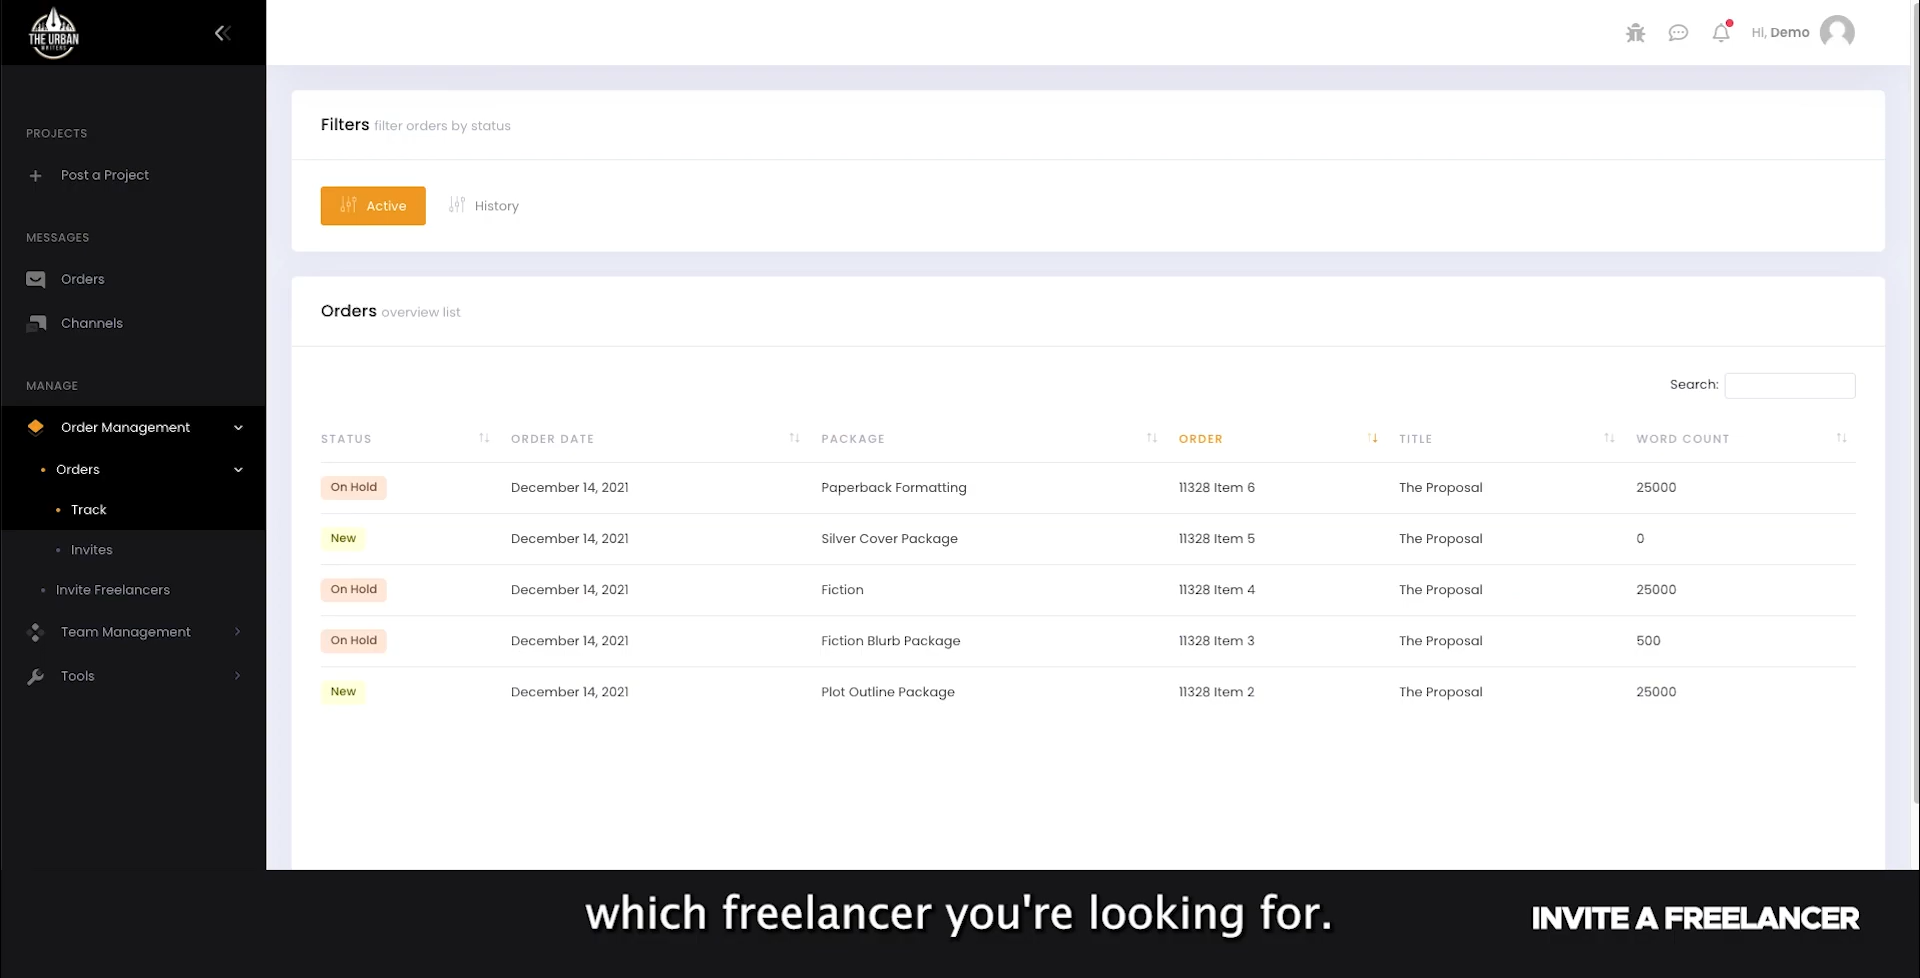 THE URBAN
WRITERS
Hi, Demo
PROJECTS
Post a Project
MESSAGES
Orders
Channels
MANAGE
Order Management
Orders
Track
Invites
Invite Freelancers
Team Management
Tools
Filters filter orders by status
Active History
Orders overview list
Search:
STATUS ORDER DATE PACKAGE ORDER TITLE WORD COUNT
On Hold December 14, 2021 Paperback Formatting 11328 Item 6 The Proposal 25000
New December 14, 2021 Silver Cover Package 11328 Item 5 The Proposal 0
On Hold December 14, 2021 Fiction 11328 Item 4 The Proposal 25000
On Hold December 14, 2021 Fiction Blurb Package 11328 Item 3 The Proposal 500
New December 14, 2021 Plot Outline Package 11328 Item 2 The Proposal 25000
which freelancer you're looking for.
INVITE A FREELANCER